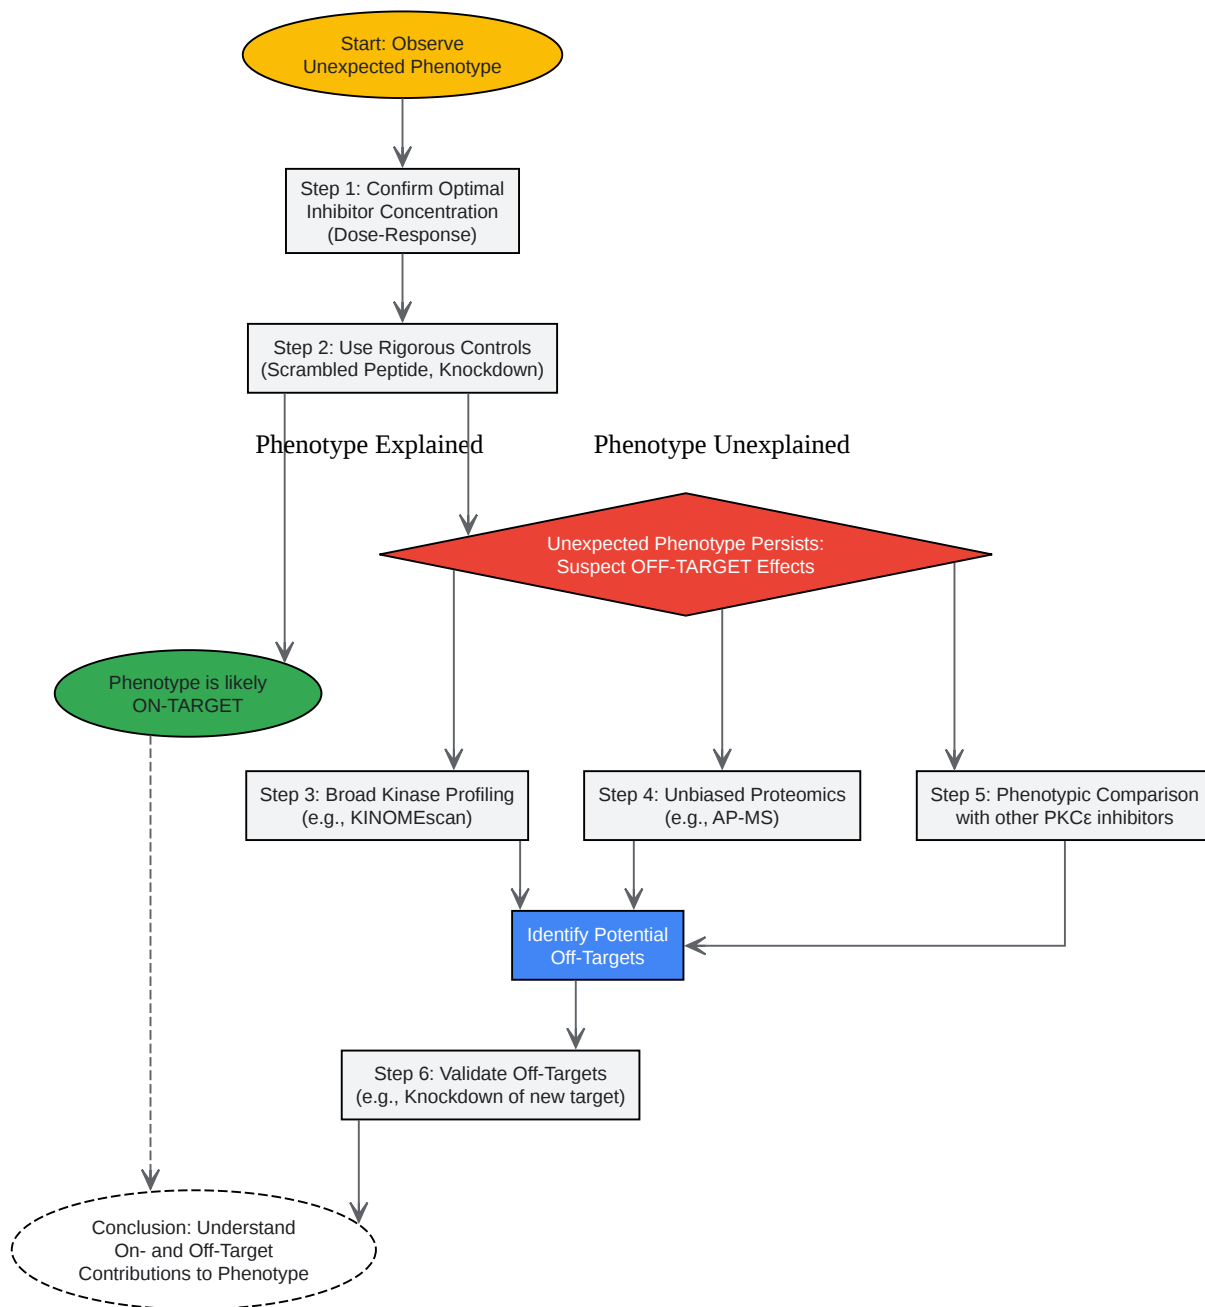 Start: Observe
Unexpected Phenotype
Step 1: Confirm Optimal
Inhibitor Concentration
(Dose-Response)
Step 2: Use Rigorous Controls
(Scrambled Peptide, Knockdown)
Phenotype Explained
Phenotype Unexplained
Unexpected Phenotype Persists:
Suspect OFF-TARGET Effects
Phenotype is likely
ON-TARGET
Step 3: Broad Kinase Profiling
(e.g., KINOMEscan)
Step 4: Unbiased Proteomics
(e.g., AP-MS)
Step 5: Phenotypic Comparison
with other PKCε inhibitors
Identify Potential
Off-Targets
Step 6: Validate Off-Targets
(e.g., Knockdown of new target)
Conclusion: Understand
On- and Off-Target
Contributions to Phenotype